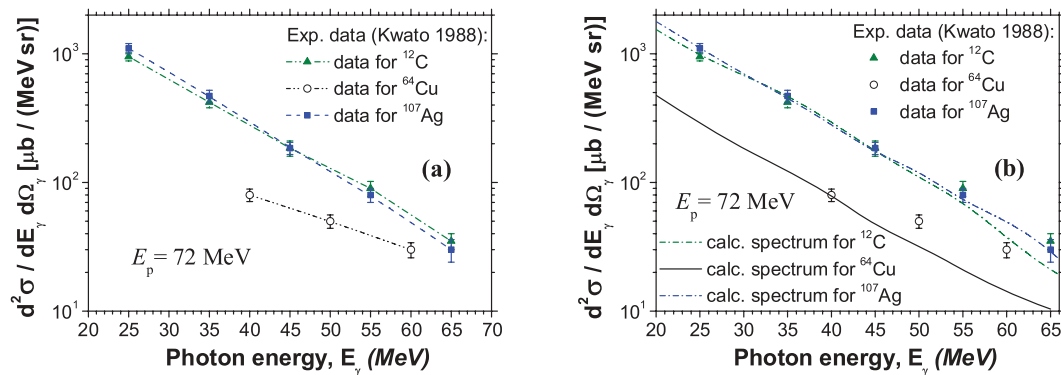 d²σ / dE_γ dΩ_γ [μb / (MeV sr)]
10³
10²
10¹
Exp. data (Kwato 1988):
data for ¹²C
data for ⁶⁴Cu
data for ¹⁰⁷Ag
(a)
E_p = 72 MeV
20 25 30 35 40 45 50 55 60 65 70
Photon energy, E_γ (MeV)
d²σ / dE_γ dΩ_γ [μb / (MeV sr)]
10³
10²
10¹
Exp. data (Kwato 1988):
data for ¹²C
data for ⁶⁴Cu
data for ¹⁰⁷Ag
(b)
E_p = 72 MeV
calc. spectrum for ¹²C
calc. spectrum for ⁶⁴Cu
calc. spectrum for ¹⁰⁷Ag
20 25 30 35 40 45 50 55 60 65
Photon energy, E_γ (MeV)